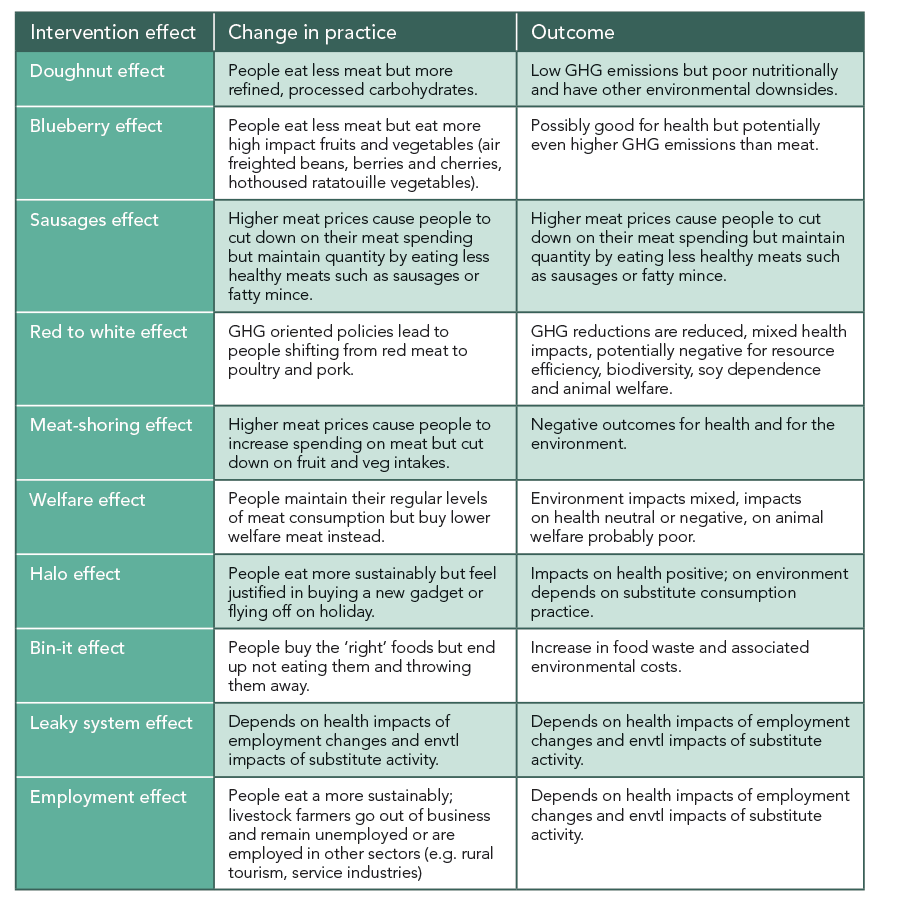 Intervention effect
Change in practice
Outcome
Doughnut effect
People eat less meat but more
refined, processed carbohydrates.
Low GHG emissions but poor nutritionally
and have other environmental downsides.
Blueberry effect
People eat less meat but eat more
high impact fruits and vegetables (air
freighted beans, berries and cherries,
hothoused ratatouille vegetables).
Possibly good for health but potentially
even higher GHG emissions than meat.
Sausages effect
Higher meat prices cause people to
cut down on their meat spending
but maintain quantity by eating less
healthy meats such as sausages or
fatty mince.
Higher meat prices cause people to cut
down on their meat spending but maintain
quantity by eating less healthy meats such
as sausages or fatty mince.
Red to white effect
GHG oriented policies lead to
people shifting from red meat to
poultry and pork.
GHG reductions are reduced, mixed health
impacts, potentially negative for resource
efficiency, biodiversity, soy dependence
and animal welfare.
Meat-shoring effect
Higher meat prices cause people to
increase spending on meat but cut
down on fruit and veg intakes.
Negative outcomes for health and for the
environment.
Welfare effect
People maintain their regular levels
of meat consumption but buy lower
welfare meat instead.
Environment impacts mixed, impacts
on health neutral or negative, on animal
welfare probably poor.
Halo effect
People eat more sustainably but feel
justified in buying a new gadget or
flying off on holiday.
Impacts on health positive; on environment
depends on substitute consumption
practice.
Bin-it effect
People buy the ‘right’ foods but end
up not eating them and throwing
them away.
Increase in food waste and associated
environmental costs.
Leaky system effect
Depends on health impacts of
employment changes and envtl
impacts of substitute activity.
Depends on health impacts of employment
changes and envtl impacts of substitute
activity.
Employment effect
People eat a more sustainably;
livestock farmers go out of business
and remain unemployed or are
employed in other sectors (e.g. rural
tourism, service industries)
Depends on health impacts of employment
changes and envtl impacts of substitute
activity.